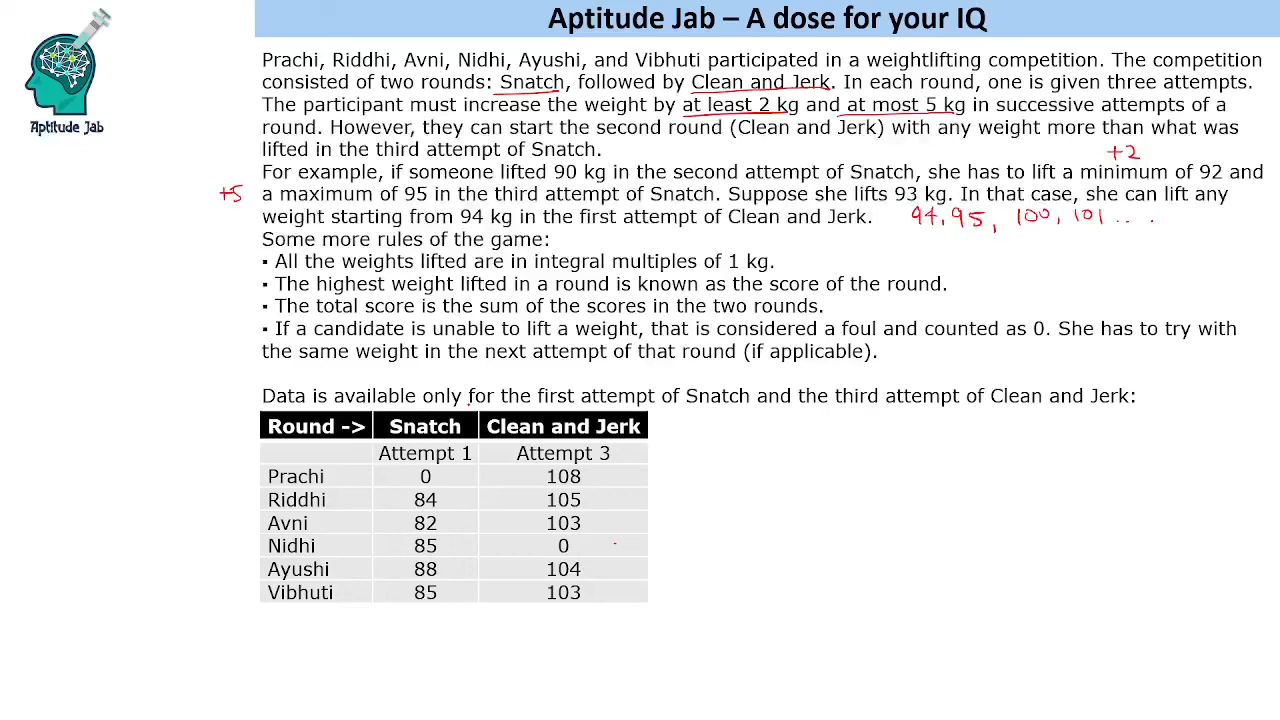 Aptitude Jab – A dose for your IQ
Aptitude Jab
Prachi, Riddhi, Avni, Nidhi, Ayushi, and Vibhuti participated in a weightlifting competition. The competition
consisted of two rounds: Snatch, followed by Clean and Jerk. In each round, one is given three attempts.
The participant must increase the weight by at least 2 kg and at most 5 kg in successive attempts of a
round. However, they can start the second round (Clean and Jerk) with any weight more than what was
lifted in the third attempt of Snatch.
+2
For example, if someone lifted 90 kg in the second attempt of Snatch, she has to lift a minimum of 92 and
+5 a maximum of 95 in the third attempt of Snatch. Suppose she lifts 93 kg. In that case, she can lift any
weight starting from 94 kg in the first attempt of Clean and Jerk. 94, 95, 100, 101 ... .
Some more rules of the game:
▪ All the weights lifted are in integral multiples of 1 kg.
▪ The highest weight lifted in a round is known as the score of the round.
▪ The total score is the sum of the scores in the two rounds.
▪ If a candidate is unable to lift a weight, that is considered a foul and counted as 0. She has to try with
the same weight in the next attempt of that round (if applicable).
Data is available only for the first attempt of Snatch and the third attempt of Clean and Jerk:
Round -> Snatch Clean and Jerk
Attempt 1 Attempt 3
Prachi 0 108
Riddhi 84 105
Avni 82 103
Nidhi 85 0
Ayushi 88 104
Vibhuti 85 103